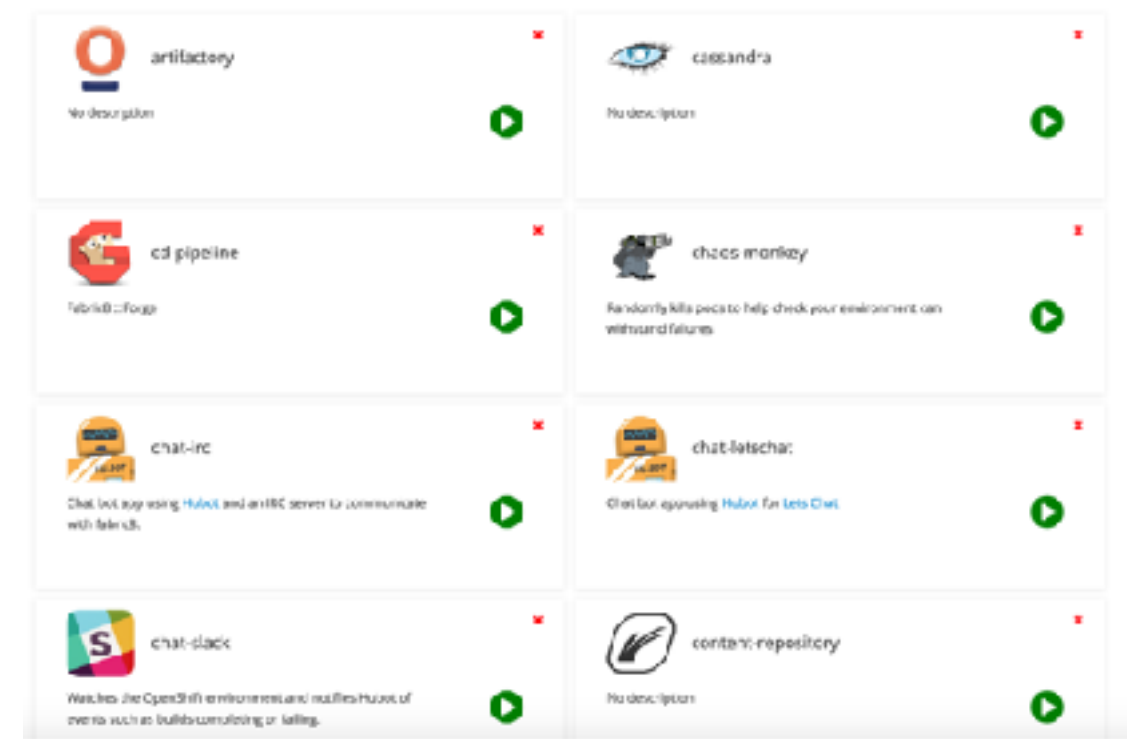 artifactory
No description
cassandra
No description
cd pipeline
Fabric8 :: Forge
chaos monkey
Randomly kills pods to help check your environment can
withstand failures
chat-irc
Chat bot app using Hubot and an IRC server to communicate
with fabric8.
chat-letschat
Chat bot app using Hubot for Lets Chat
S
chat-slack
Watches the OpenShift environment and notifies Hubot of
events such as builds completing or failing.
content-repository
No description